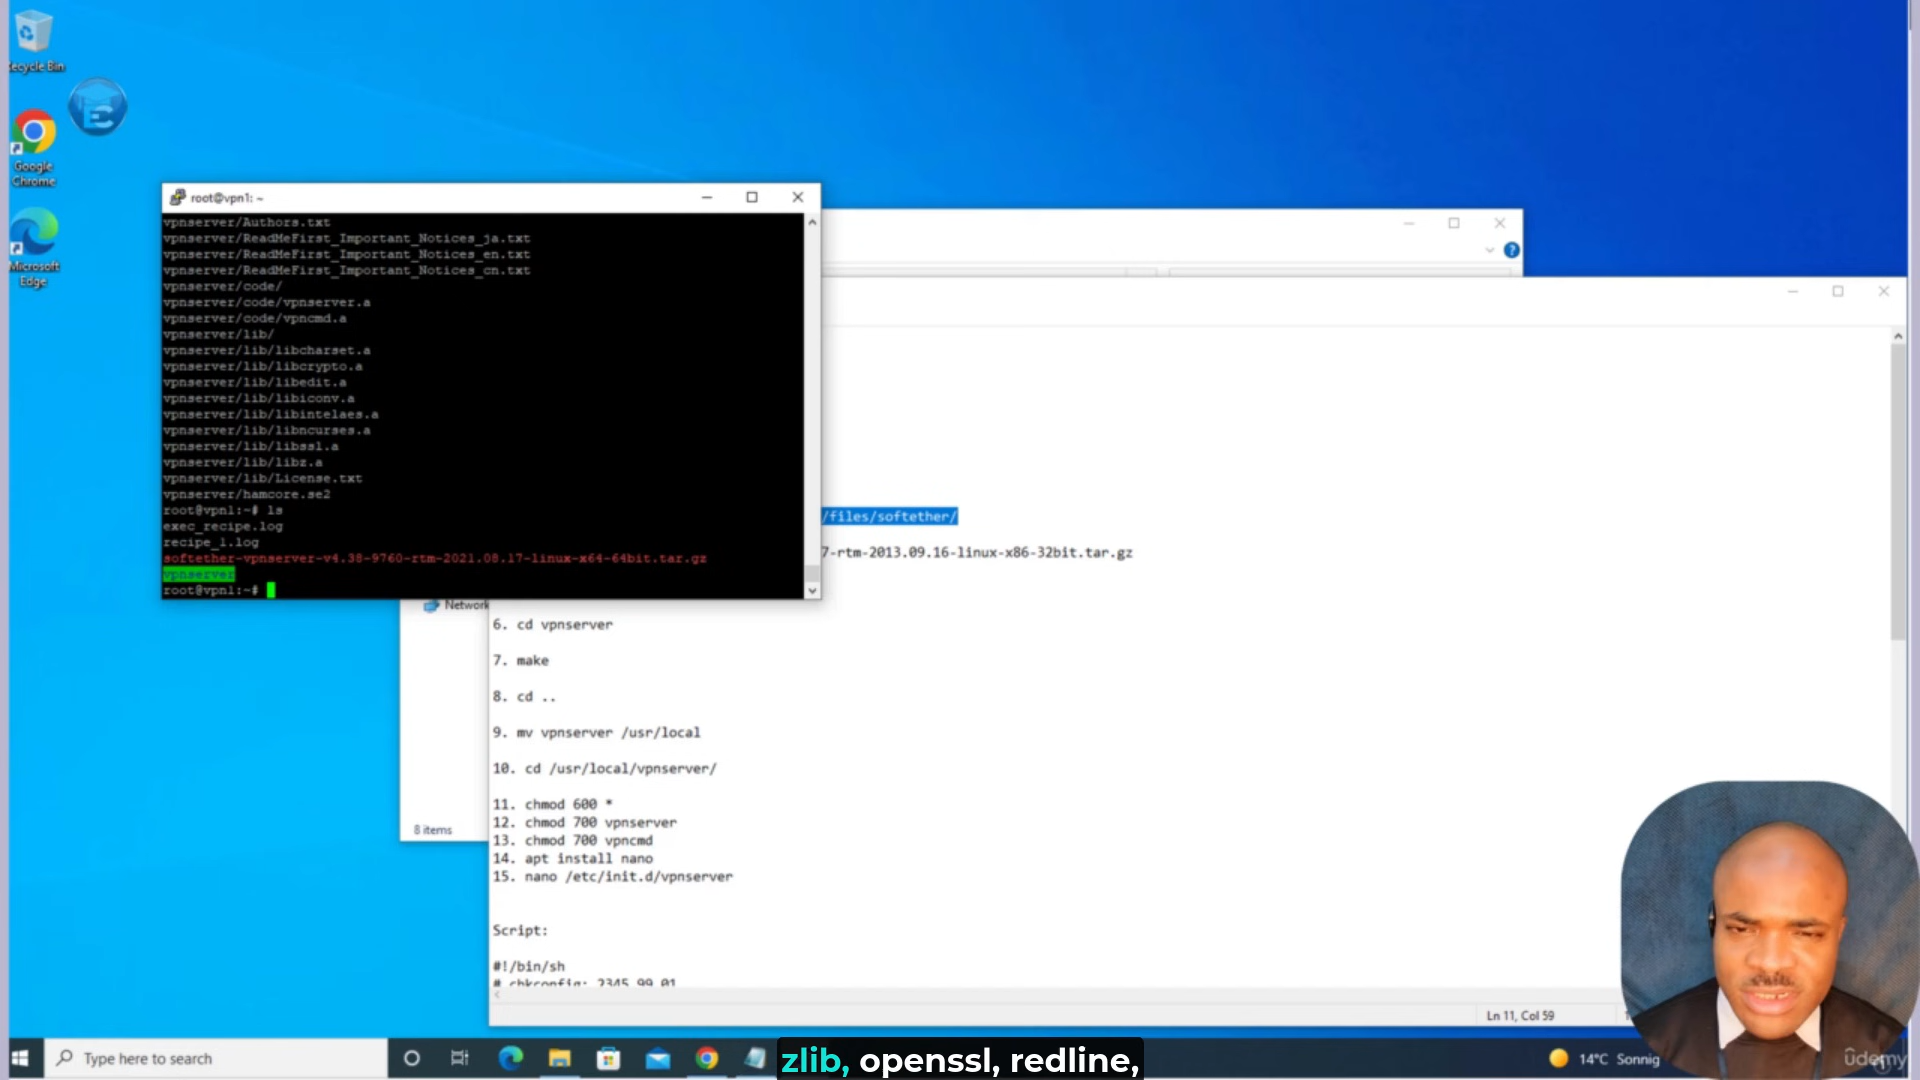 Recycle Bin
Google
Chrome
Microsoft
Edge
root@vpn1: ~
vpnserver/Authors.txt
vpnserver/ReadMeFirst_Important_Notices_ja.txt
vpnserver/ReadMeFirst_Important_Notices_en.txt
vpnserver/ReadMeFirst_Important_Notices_cn.txt
vpnserver/code/
vpnserver/code/vpnserver.a
vpnserver/code/vpncmd.a
vpnserver/lib/
vpnserver/lib/libcharset.a
vpnserver/lib/libcrypto.a
vpnserver/lib/libedit.a
vpnserver/lib/libiconv.a
vpnserver/lib/libintelaes.a
vpnserver/lib/libncurses.a
vpnserver/lib/libssl.a
vpnserver/lib/libz.a
vpnserver/lib/License.txt
vpnserver/hamcore.se2
root@vpn1:~# ls
exec_recipe.log
recipe_1.log
softether-vpnserver-v4.38-9760-rtm-2021.08.17-linux-x64-64bit.tar.gz
vpnserver
root@vpn1:~#
/files/softether/
7-rtm-2013.09.16-linux-x86-32bit.tar.gz
Network
6. cd vpnserver
7. make
8. cd ..
9. mv vpnserver /usr/local
10. cd /usr/local/vpnserver/
11. chmod 600 *
12. chmod 700 vpnserver
13. chmod 700 vpncmd
14. apt install nano
15. nano /etc/init.d/vpnserver
8 items
Script:
#!/bin/sh
# chkconfig: 2345 99 01
Ln 11, Col 59
Type here to search
zlib, openssl, redline,
14°C Sonnig
ûdemy